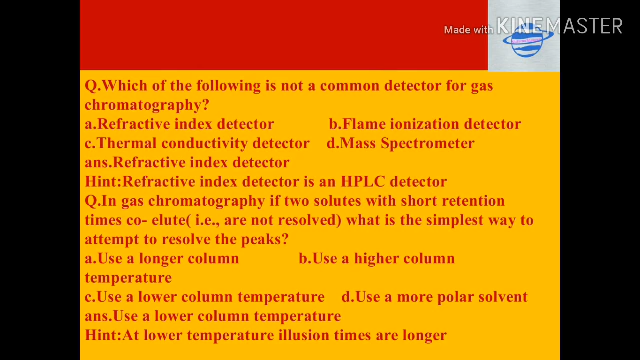 Made with KINEMASTER
Q.Which of the following is not a common detector for gas
chromatography?
a.Refractive index detector b.Flame ionization detector
c.Thermal conductivity detector d.Mass Spectrometer
ans.Refractive index detector
Hint:Refractive index detector is an HPLC detector
Q.In gas chromatography if two solutes with short retention
times co- elute( i.e., are not resolved) what is the simplest way to
attempt to resolve the peaks?
a.Use a longer column b.Use a higher column
temperature
c.Use a lower column temperature d.Use a more polar solvent
ans.Use a lower column temperature
Hint:At lower temperature illusion times are longer